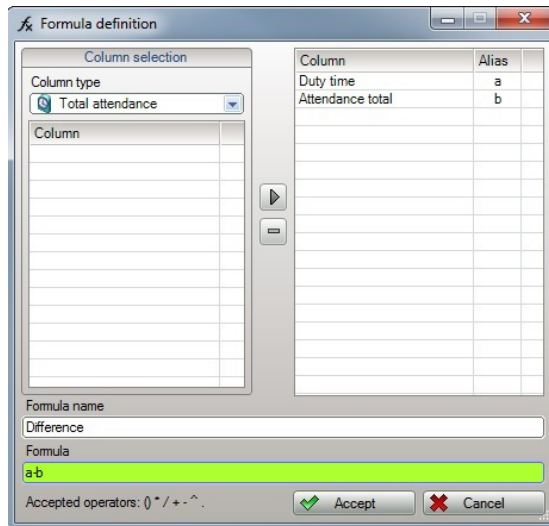 fx Formula definition
Column selection
Column type
Total attendance
Column
Column Alias
Duty time a
Attendance total b
Formula name
Difference
Formula
a-b
Accepted operators: () * / + - ^ .
Accept
Cancel